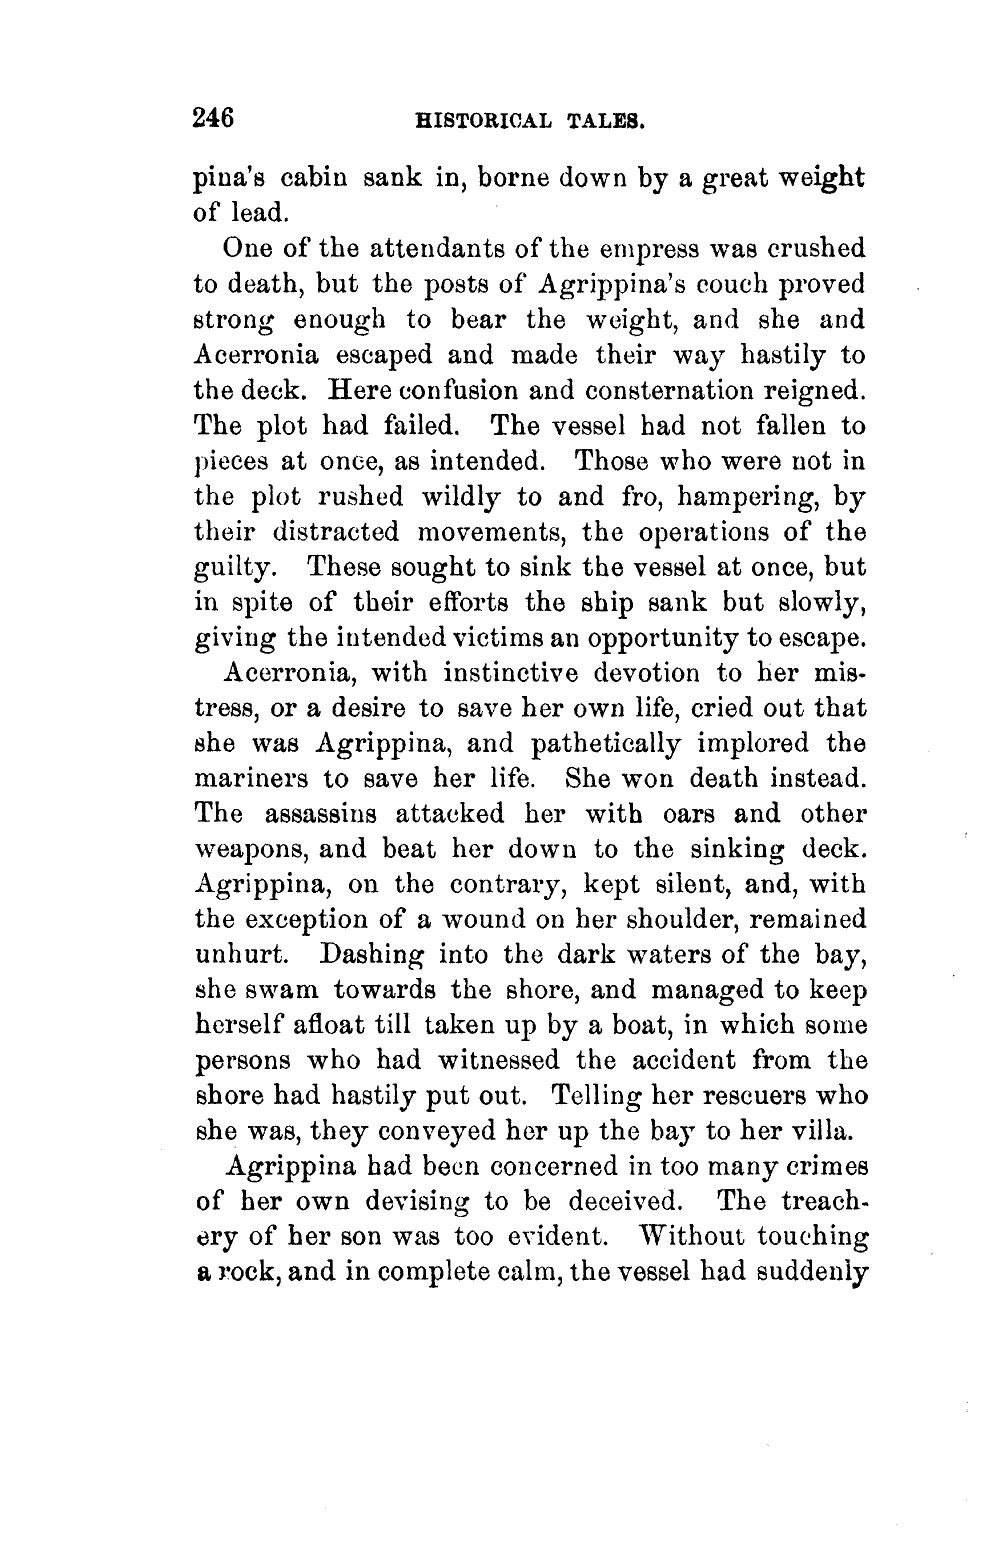 246 HISTORICAL TALES.
pina's cabin sank in, borne down by a great weight
of lead.
One of the attendants of the empress was crushed
to death, but the posts of Agrippina's couch proved
strong enough to bear the weight, and she and
Acerronia escaped and made their way hastily to
the deck. Here confusion and consternation reigned.
The plot had failed. The vessel had not fallen to
pieces at once, as intended. Those who were not in
the plot rushed wildly to and fro, hampering, by
their distracted movements, the operations of the
guilty. These sought to sink the vessel at once, but
in spite of their efforts the ship sank but slowly,
giving the intended victims an opportunity to escape.
Acerronia, with instinctive devotion to her mis-
tress, or a desire to save her own life, cried out that
she was Agrippina, and pathetically implored the
mariners to save her life. She won death instead.
The assassins attacked her with oars and other
weapons, and beat her down to the sinking deck.
Agrippina, on the contrary, kept silent, and, with
the exception of a wound on her shoulder, remained
unhurt. Dashing into the dark waters of the bay,
she swam towards the shore, and managed to keep
herself afloat till taken up by a boat, in which some
persons who had witnessed the accident from the
shore had hastily put out. Telling her rescuers who
she was, they conveyed her up the bay to her villa.
Agrippina had been concerned in too many crimes
of her own devising to be deceived. The treach-
ery of her son was too evident. Without touching
a rock, and in complete calm, the vessel had suddenly